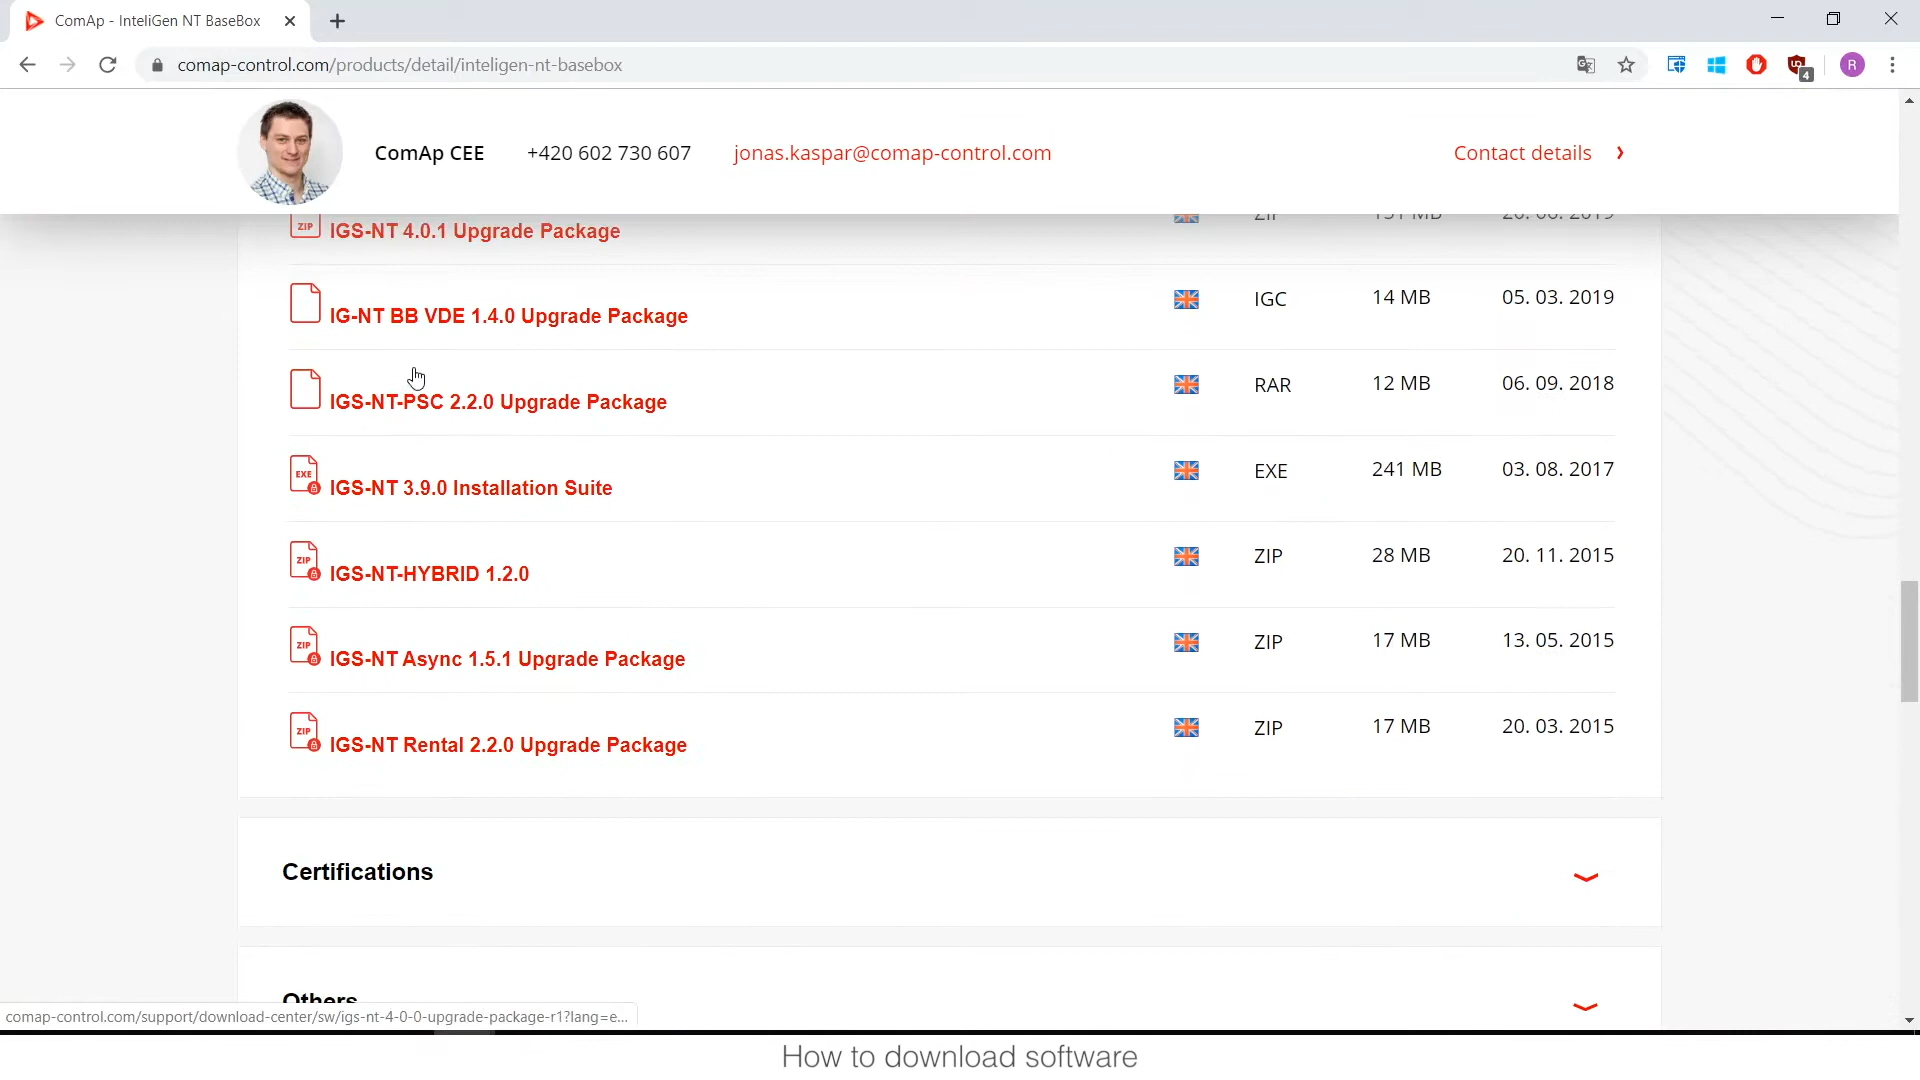 ComAp - InteliGen NT BaseBox
comap-control.com/products/detail/inteligen-nt-basebox
4
R
ComAp CEE +420 602 730 607 jonas.kaspar@comap-control.com Contact details
ZIP IGS-NT 4.0.1 Upgrade Package ZIP 151 MB 20. 06. 2019
IG-NT BB VDE 1.4.0 Upgrade Package IGC 14 MB 05. 03. 2019
IGS-NT-PSC 2.2.0 Upgrade Package RAR 12 MB 06. 09. 2018
EXE IGS-NT 3.9.0 Installation Suite EXE 241 MB 03. 08. 2017
ZIP IGS-NT-HYBRID 1.2.0 ZIP 28 MB 20. 11. 2015
ZIP IGS-NT Async 1.5.1 Upgrade Package ZIP 17 MB 13. 05. 2015
ZIP IGS-NT Rental 2.2.0 Upgrade Package ZIP 17 MB 20. 03. 2015
Certifications
Others
comap-control.com/support/download-center/sw/igs-nt-4-0-0-upgrade-package-r1?lang=e...
How to download software